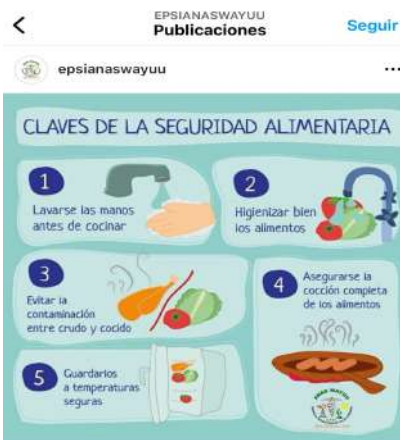 EPSIANASWAYUU
Publicaciones
Seguir
epsianaswayuu
CLAVES DE LA SEGURIDAD ALIMENTARIA
1
Lavarse las manos
antes de cocinar
2
Higienizar bien
los alimentos
3
Evitar la
contaminación
entre crudo y cocido
4
Asegurarse la
cocción completa
de los alimentos
5
Guardarlos
a temperaturas
seguras